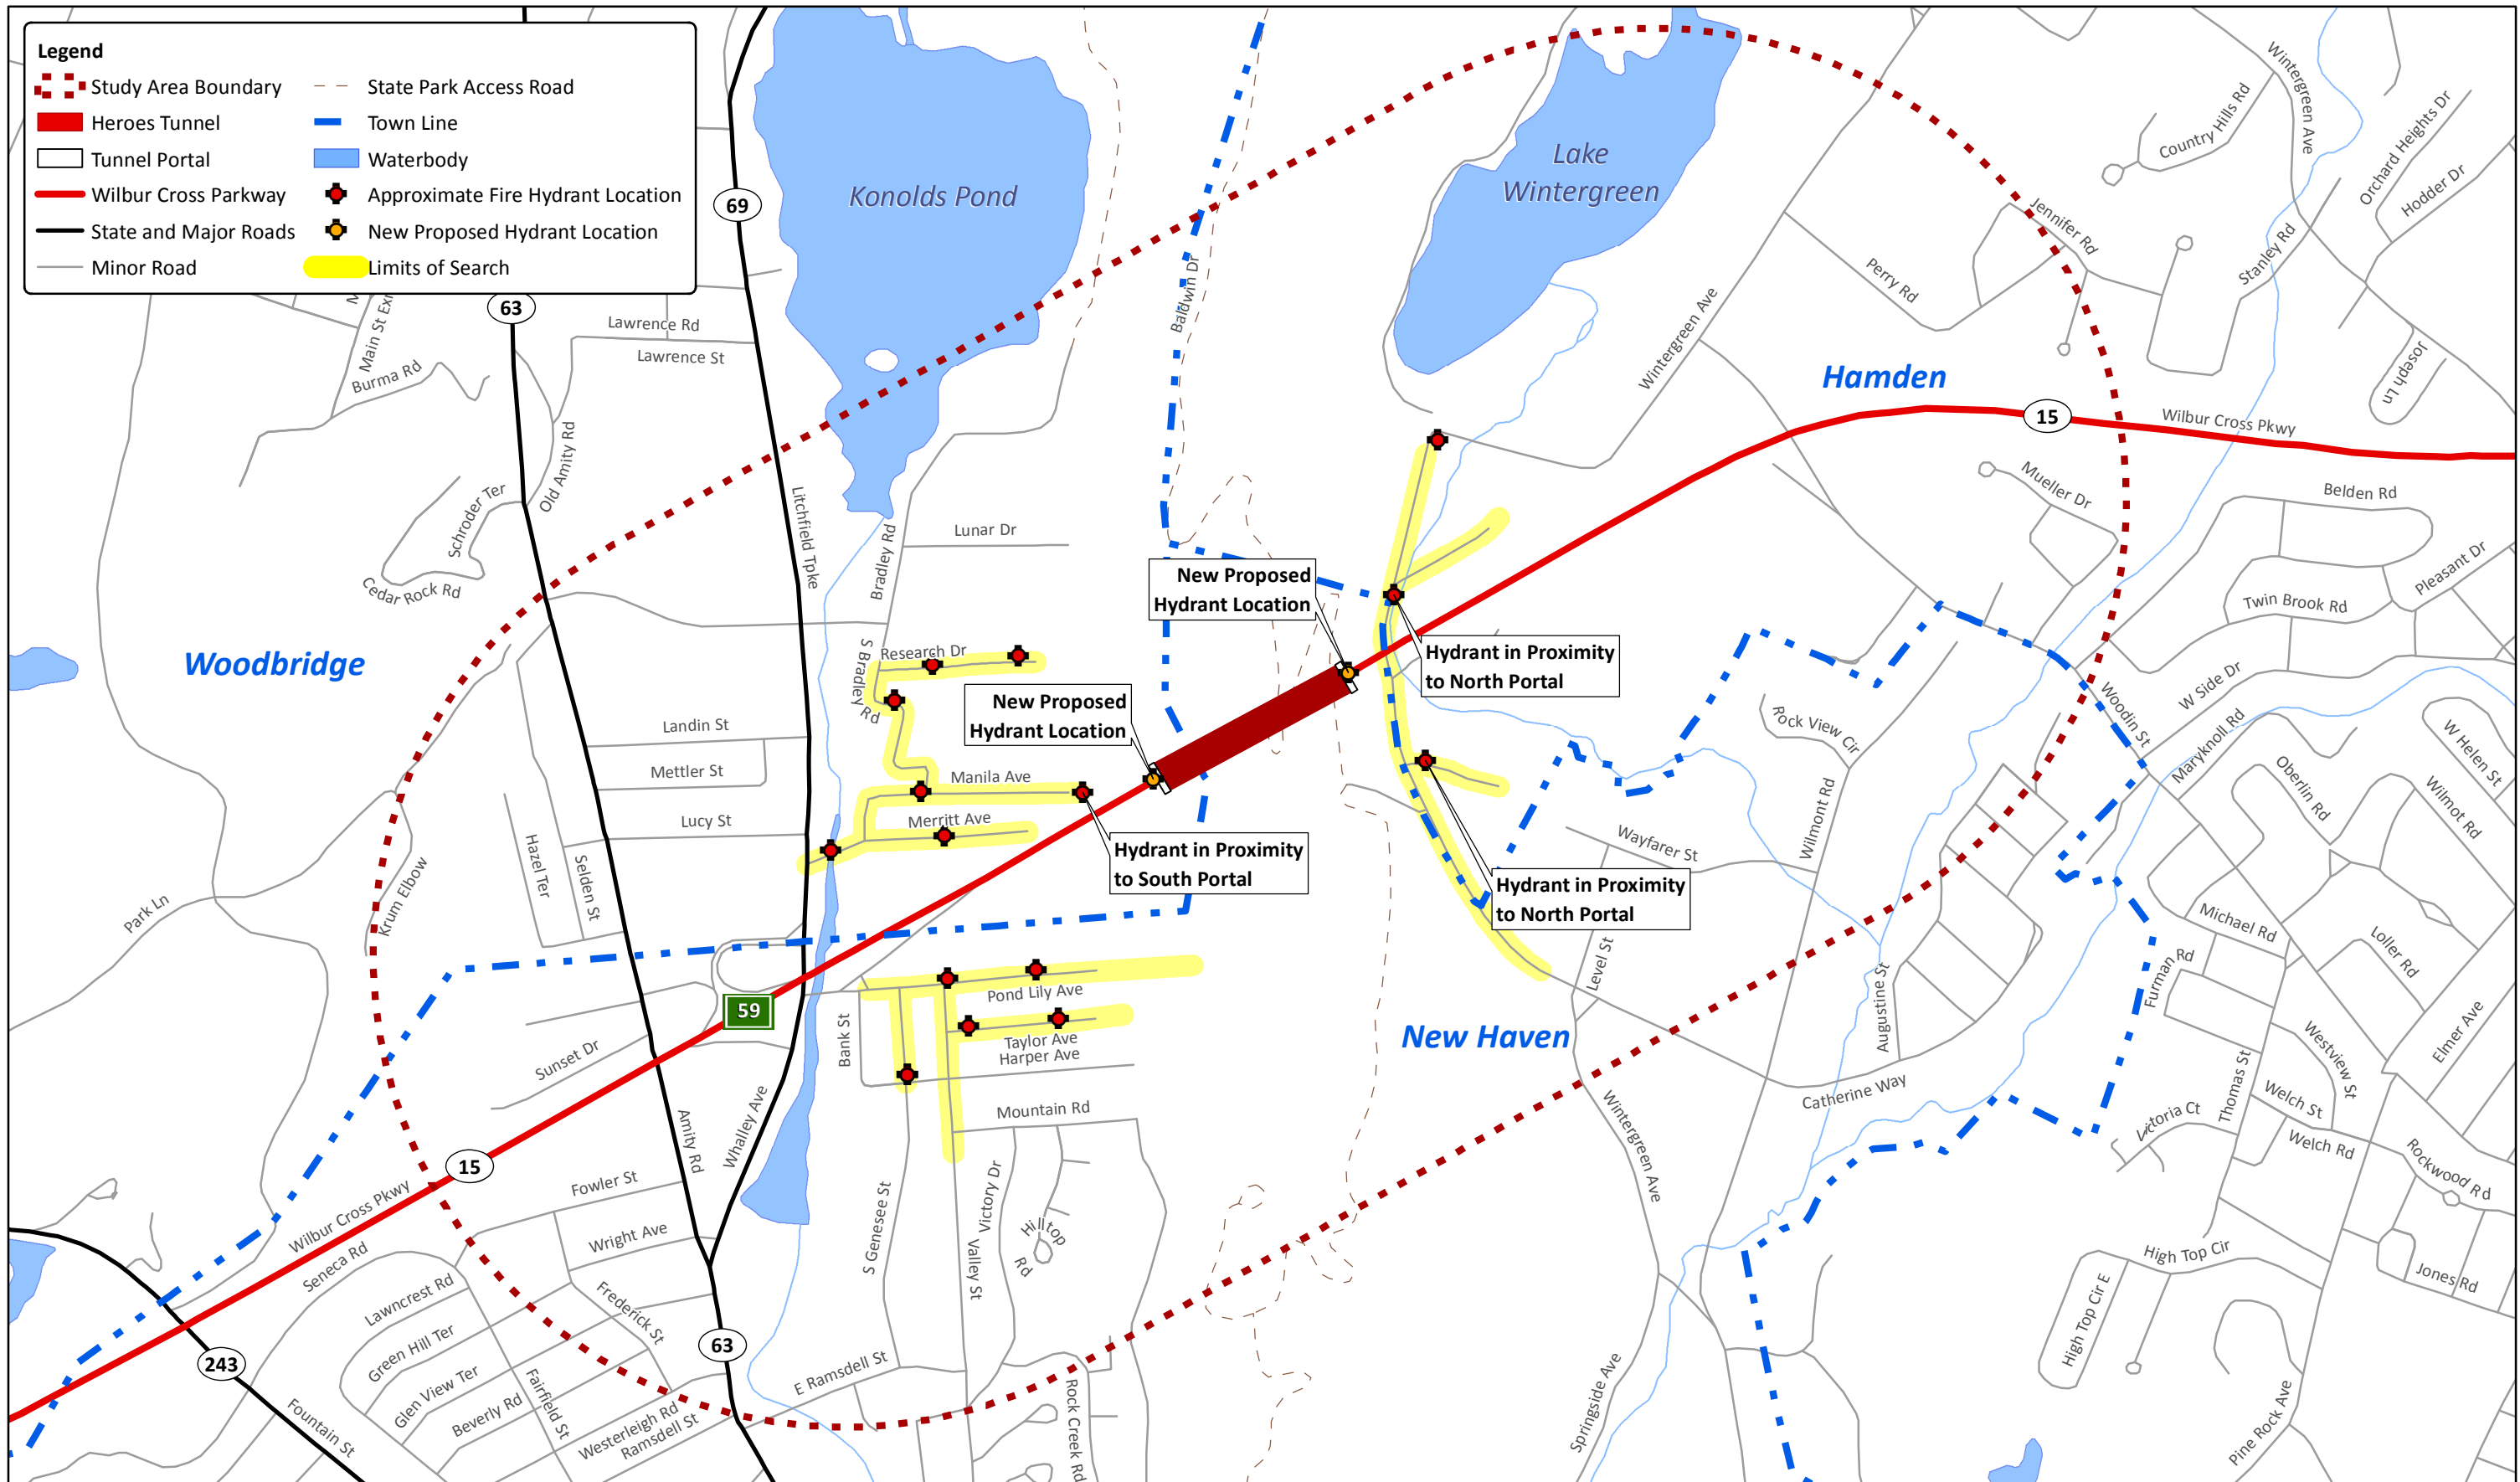 Legend
Study Area Boundary
Heroes Tunnel
Tunnel Portal
Wilbur Cross Parkway
State and Major Roads
Minor Road
State Park Access Road
Town Line
Waterbody
Approximate Fire Hydrant Location
New Proposed Hydrant Location
Limits of Search
Konolds Pond
Lake
Wintergreen
Woodbridge
Hamden
New Haven
69
63
15
59
15
63
243
New Proposed
Hydrant Location
New Proposed
Hydrant Location
Hydrant in Proximity
to North Portal
Hydrant in Proximity
to South Portal
Hydrant in Proximity
to North Portal
Main St Ext
Burma Rd
Lawrence Rd
Lawrence St
Old Amity Rd
Schroder Ter
Cedar Rock Rd
Litchfield Tpke
Bradley Rd
Lunar Dr
Baldwin Dr
S Bradley Rd
Research Dr
Landin St
Mettler St
Lucy St
Manila Ave
Merritt Ave
Hazel Ter
Selden St
Krum Elbow
Park Ln
Pond Lily Ave
Taylor Ave
Harper Ave
Bank St
Mountain Rd
Sunset Dr
Amity Rd
Whalley Ave
Fowler St
Wright Ave
Frederick St
Wilbur Cross Pkwy
Seneca Rd
Lawncrest Rd
Green Hill Ter
Glen View Ter
Beverly Rd
Fairfield St
Westerleigh Rd
Ramsdell St
E Ramsdell St
Fountain St
S Genesee St
Valley St
Victory Dr
Hilltop
Rd
Rock Creek Rd
Wintergreen Ave
Perry Rd
Jennifer Rd
Country Hills Rd
Wintergreen Ave
Orchard Heights Dr
Hodder Dr
Stanley Rd
Joseph Ln
Wilbur Cross Pkwy
Mueller Dr
Belden Rd
Pleasant Dr
Twin Brook Rd
W Side Dr
Woodin St
Maryknoll Rd
W Helen St
Oberlin Rd
Wilmot Rd
Rock View Cir
Wilmont Rd
Wayfarer St
Level St
Augustine St
Catherine Way
Michael Rd
Furman Rd
Loller Rd
Elmer Ave
Westview St
Thomas St
Welch St
Welch Rd
Victoria Ct
Rockwood Rd
High Top Cir
High Top Cir E
Jones Rd
Pine Rock Ave
Wintergreen Ave
Springside Ave